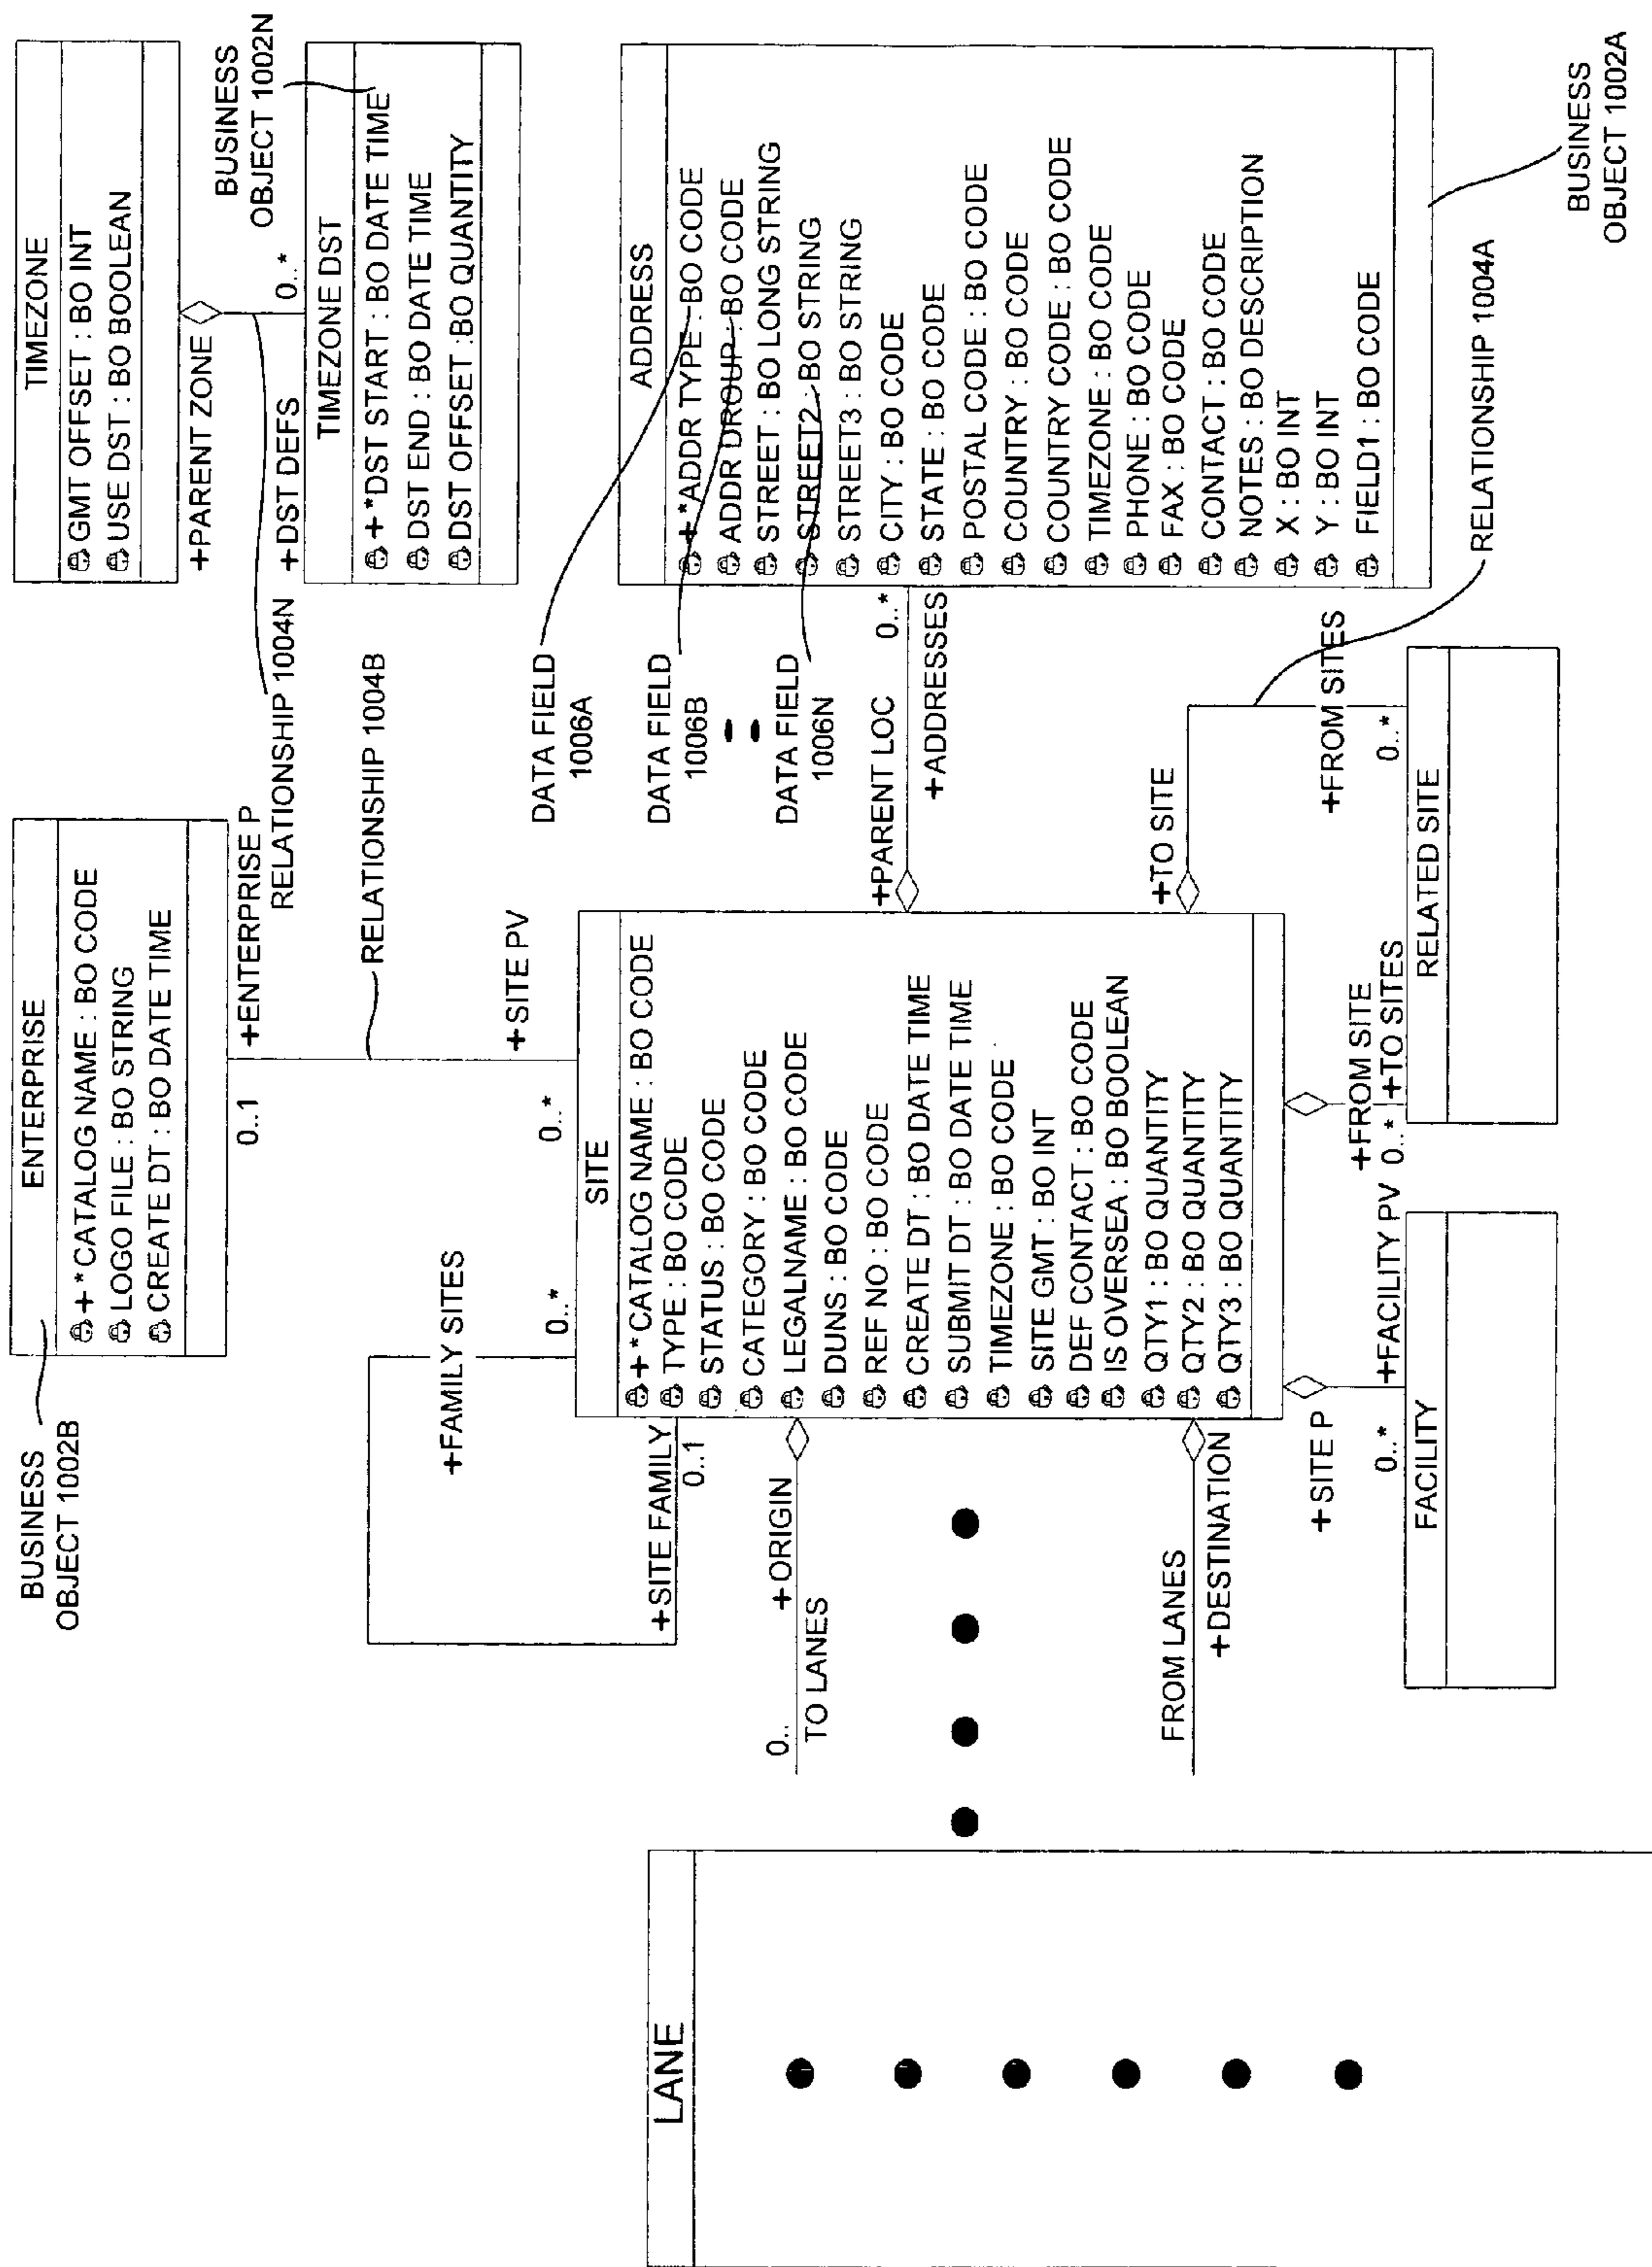 BUSINESS
OBJECT 1002B
ENTERPRISE
+*CATALOG NAME : BO CODE
LOGO FILE : BO STRING
CREATE DT : BO DATE TIME
0..1
+ENTERPRISE P
RELATIONSHIP 1004N
RELATIONSHIP 1004B
+SITE PV
0..*
TIMEZONE
GMT OFFSET : BO INT
USE DST : BO BOOLEAN
+PARENT ZONE
+DST DEFS
0..*
BUSINESS
OBJECT 1002N
TIMEZONE DST
+*DST START : BO DATE TIME
DST END : BO DATE TIME
DST OFFSET :BO QUANTITY
+FAMILY SITES
0..*
+SITE FAMILY
0..1
SITE
+*CATALOG NAME : BO CODE
TYPE : BO CODE
STATUS : BO CODE
CATEGORY : BO CODE
LEGALNAME : BO CODE
DUNS : BO CODE
REF NO : BO CODE
CREATE DT : BO DATE TIME
SUBMIT DT : BO DATE TIME
TIMEZONE : BO CODE
SITE GMT : BO INT
DEF CONTACT : BO CODE
IS OVERSEA : BO BOOLEAN
QTY1 : BO QUANTITY
QTY2 : BO QUANTITY
QTY3 : BO QUANTITY
DATA FIELD
1006A
DATA FIELD
1006B
DATA FIELD
1006N
ADDRESS
+*ADDR TYPE : BO CODE
ADDR DROUP : BO CODE
STREET : BO LONG STRING
STREET2 : BO STRING
STREET3 : BO STRING
CITY : BO CODE
STATE : BO CODE
POSTAL CODE : BO CODE
COUNTRY : BO CODE
COUNTRY CODE : BO CODE
TIMEZONE : BO CODE
PHONE : BO CODE
FAX : BO CODE
CONTACT : BO CODE
NOTES : BO DESCRIPTION
X : BO INT
Y : BO INT
FIELD1 : BO CODE
+PARENT LOC
0..*
+ADDRESSES
LANE
0..
+ORIGIN
TO LANES
FROM LANES
+DESTINATION
+TO SITE
+FROM SITES
0..*
RELATIONSHIP 1004A
BUSINESS
OBJECT 1002A
+SITE P
0..*
+FACILITY PV
FACILITY
+FROM SITE
0..*
+TO SITES
RELATED SITE